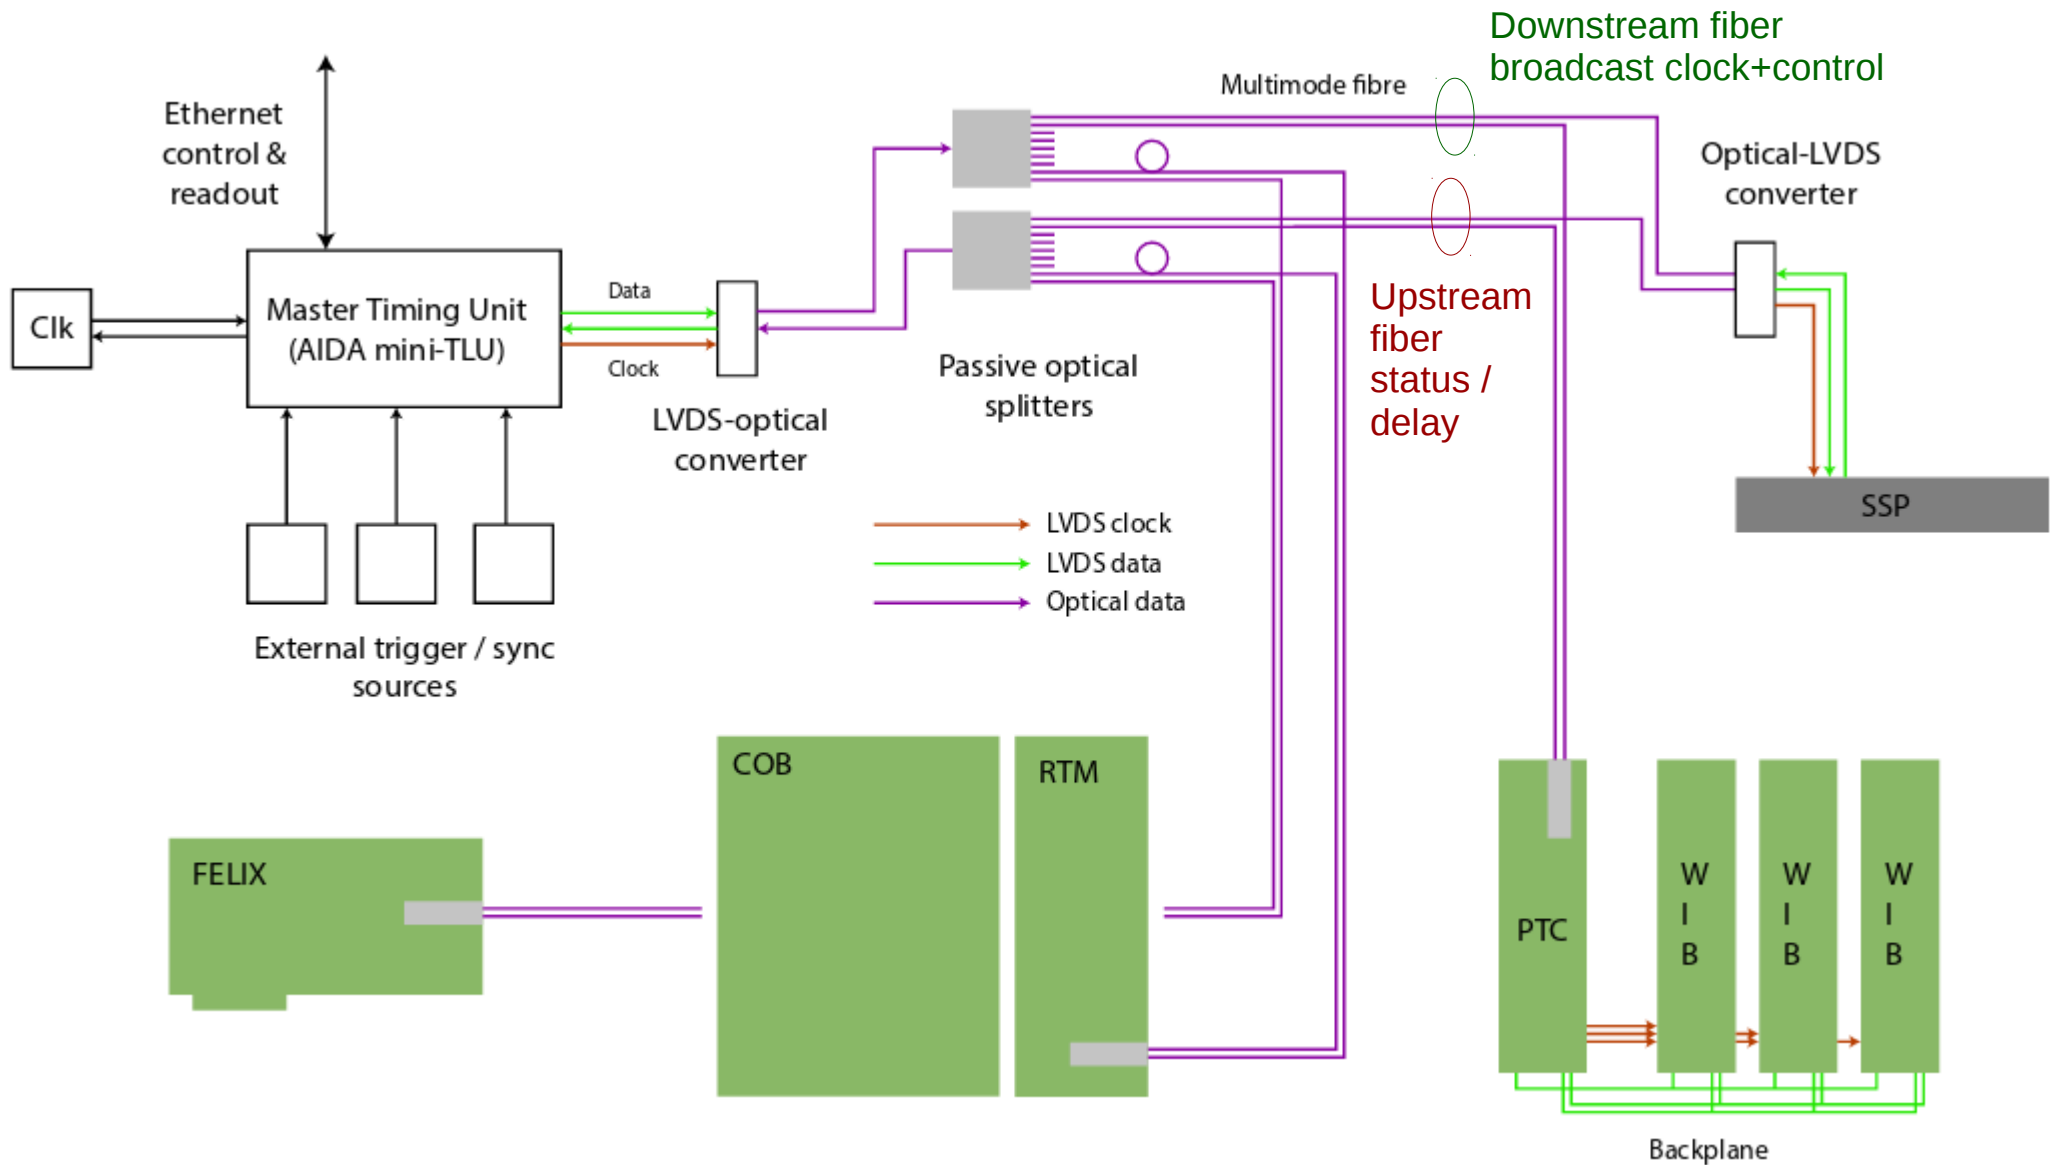 Downstream fiber
broadcast clock+control
Multimode fibre
Ethernet
control &
readout
Optical-LVDS
converter
Clk
Master Timing Unit
(AIDA mini-TLU)
Data
Clock
LVDS-optical
converter
Passive optical
splitters
Upstream
fiber
status /
delay
SSP
LVDS clock
LVDS data
Optical data
External trigger / sync
sources
COB
RTM
FELIX
PTC
W
I
B
W
I
B
W
I
B
Backplane